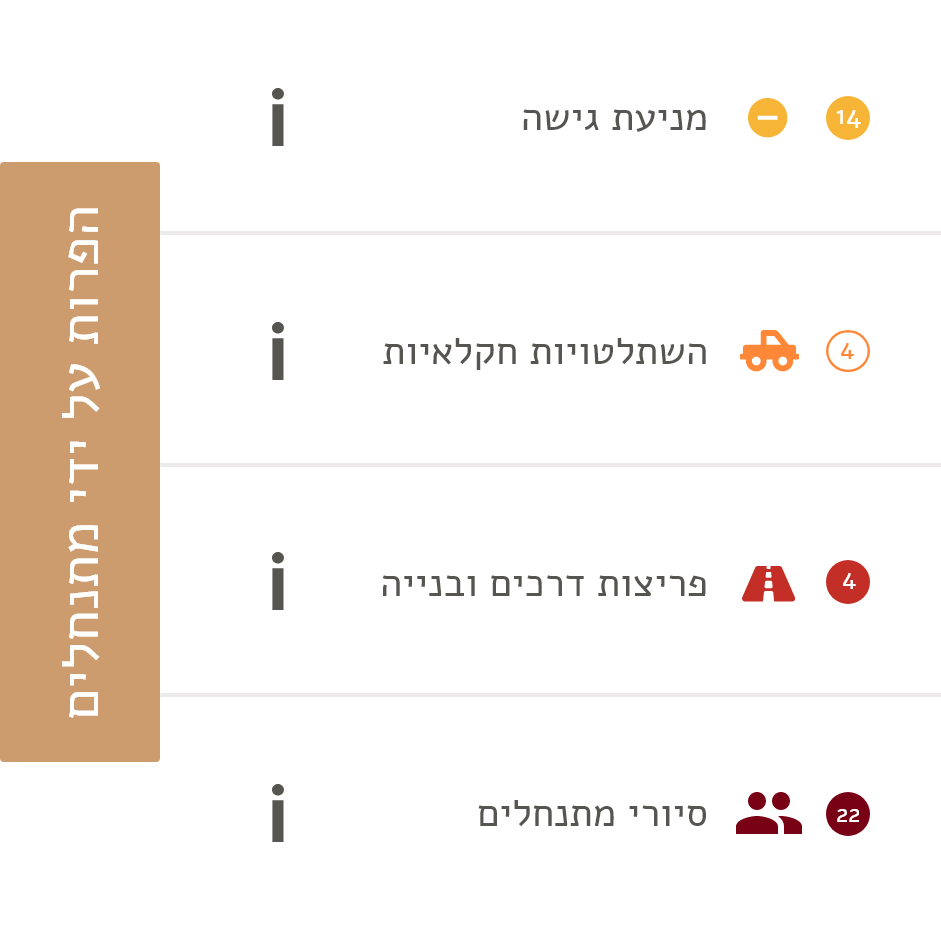 14 מניעת גישה i
4 השתלטויות חקלאיות i
4 פריצות דרכים ובנייה i
22 סיורי מתנחלים i
הפרות על ידי מתנחלים